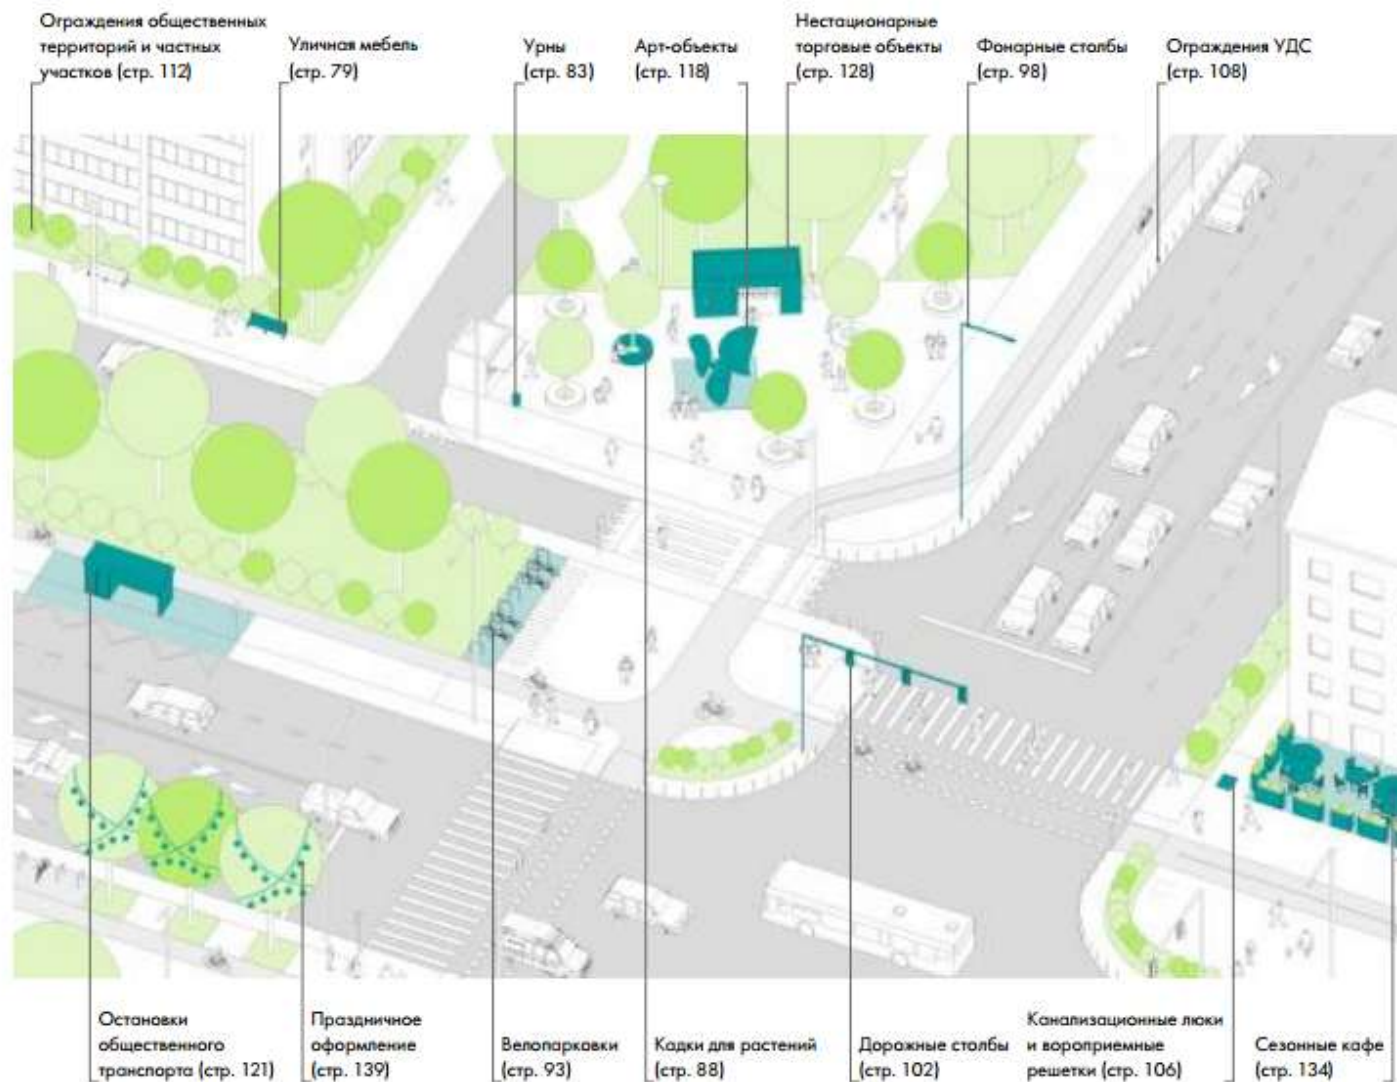 Ограждения общественных
территорий и частных
участков (стр. 112)
Уличная мебель
(стр. 79)
Урны
(стр. 83)
Арт-объекты
(стр. 118)
Нестационарные
торговые объекты
(стр. 128)
Фонарные столбы
(стр. 98)
Ограждения УДС
(стр. 108)
Остановки
общественного
транспорта (стр. 121)
Праздничное
оформление
(стр. 139)
Велопарковки
(стр. 93)
Кадки для растений
(стр. 88)
Дорожные столбы
(стр. 102)
Канализационные люки
и вороприемные
решетки (стр. 106)
Сезонные кафе
(стр. 134)